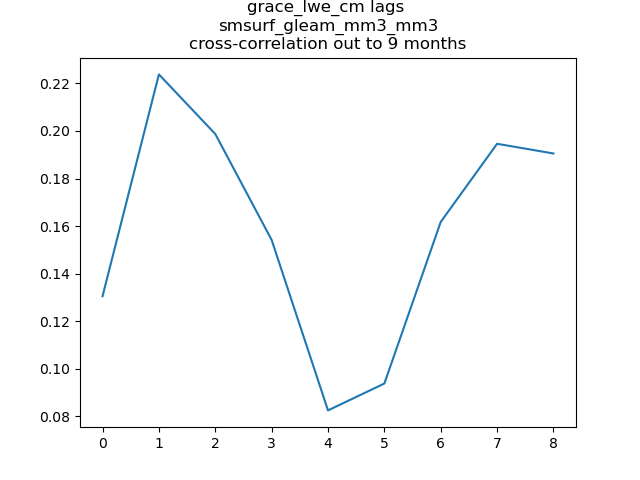 grace_lwe_cm lags
smsurf_gleam_mm3_mm3
cross-correlation out to 9 months
0.22
0.20
0.18
0.16
0.14
0.12
0.10
0.08
0 1 2 3 4 5 6 7 8